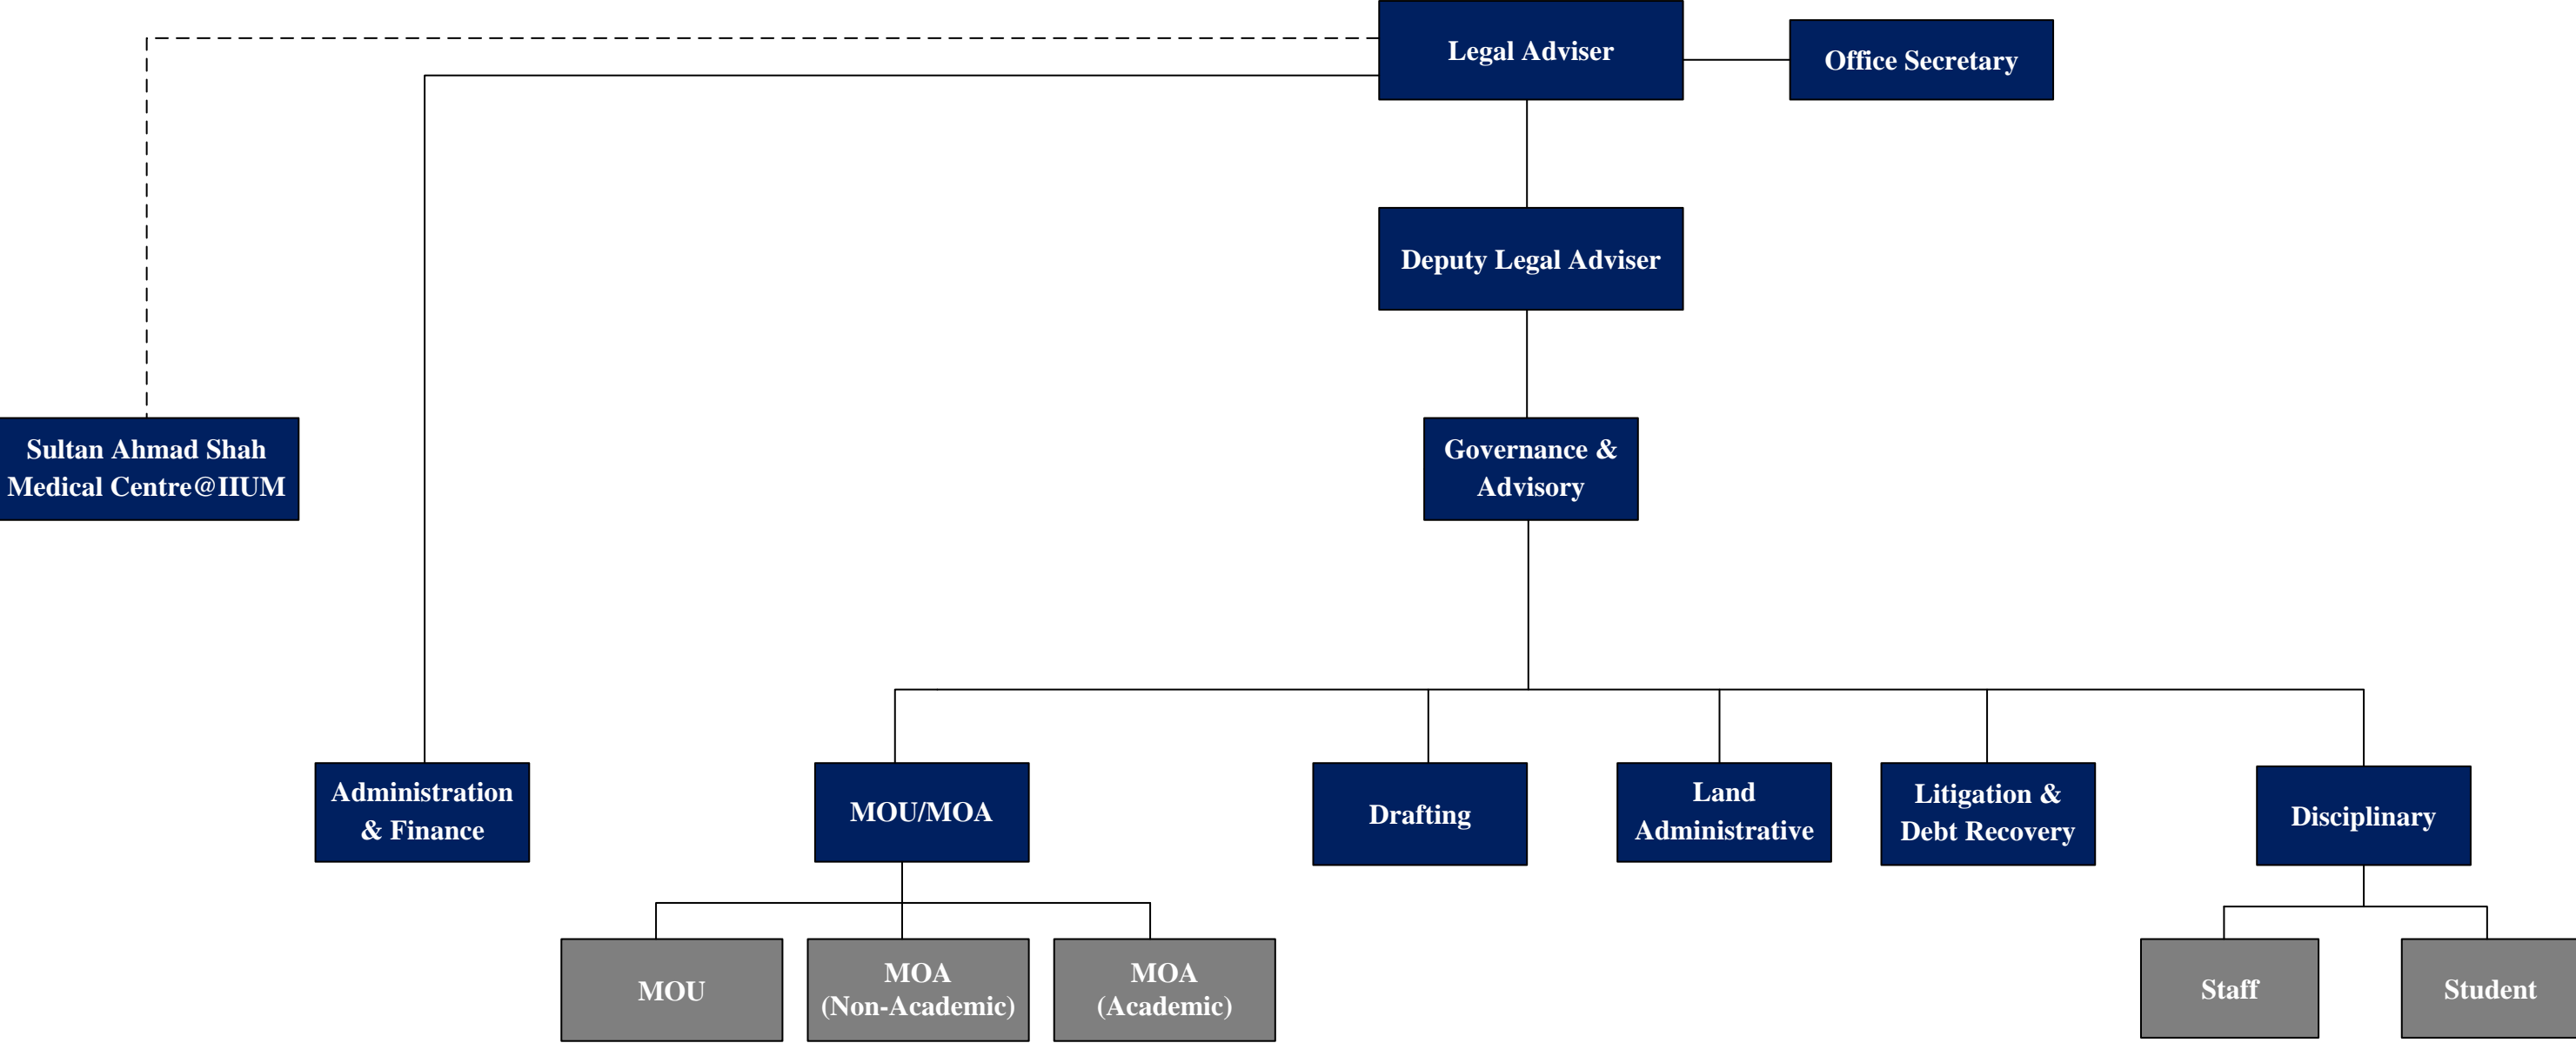 Legal Adviser
Office Secretary
Deputy Legal Adviser
Sultan Ahmad Shah
Medical Centre@IIUM
Governance &
Advisory
Administration
& Finance
MOU/MOA
Drafting
Land
Administrative
Litigation &
Debt Recovery
Disciplinary
MOU
MOA
(Non-Academic)
MOA
(Academic)
Staff
Student